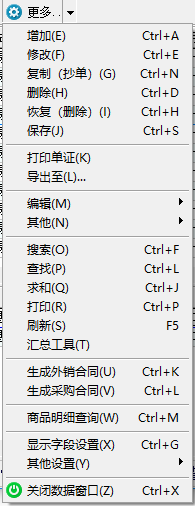 更多..
增加(E) Ctrl+A
修改(F) Ctrl+E
复制（抄单）(G) Ctrl+N
删除(H) Ctrl+D
恢复（删除）(I) Ctrl+H
保存(J) Ctrl+S
打印单证(K)
导出至(L)...
编辑(M)
其他(N)
搜索(O) Ctrl+F
查找(P) Ctrl+L
求和(Q) Ctrl+J
打印(R) Ctrl+P
刷新(S) F5
汇总工具(T)
生成外销合同(U) Ctrl+K
生成采购合同(V) Ctrl+L
商品明细查询(W) Ctrl+M
显示字段设置(X) Ctrl+G
其他设置(Y)
关闭数据窗口(Z) Ctrl+X